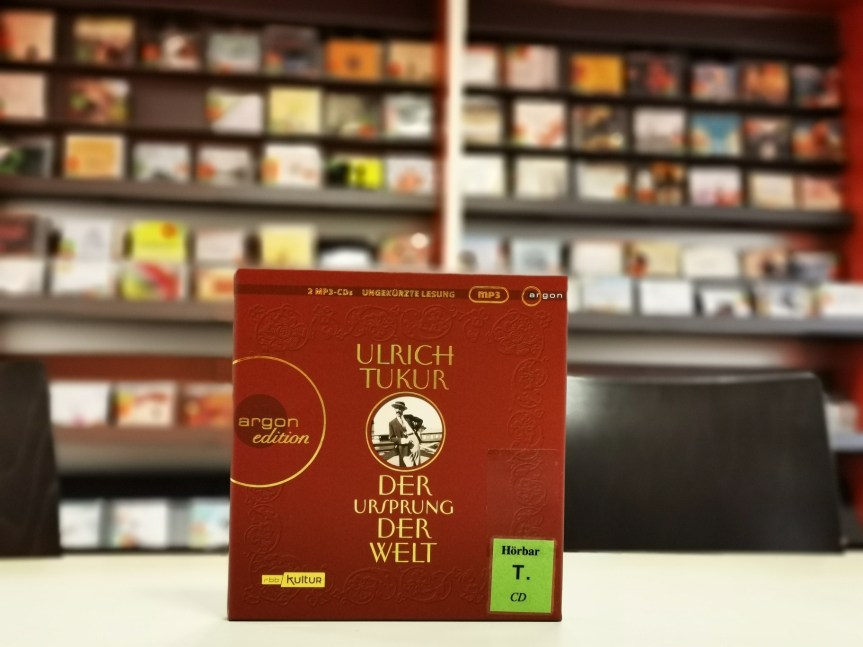 2 MP3-CDs UNGEKÜRZTE LESUNG mp3 argon
ULRICH
TUKUR
argon
edition
DER
URSPRUNG
DER
WELT
rbb/kultur
Hörbar
T.
CD